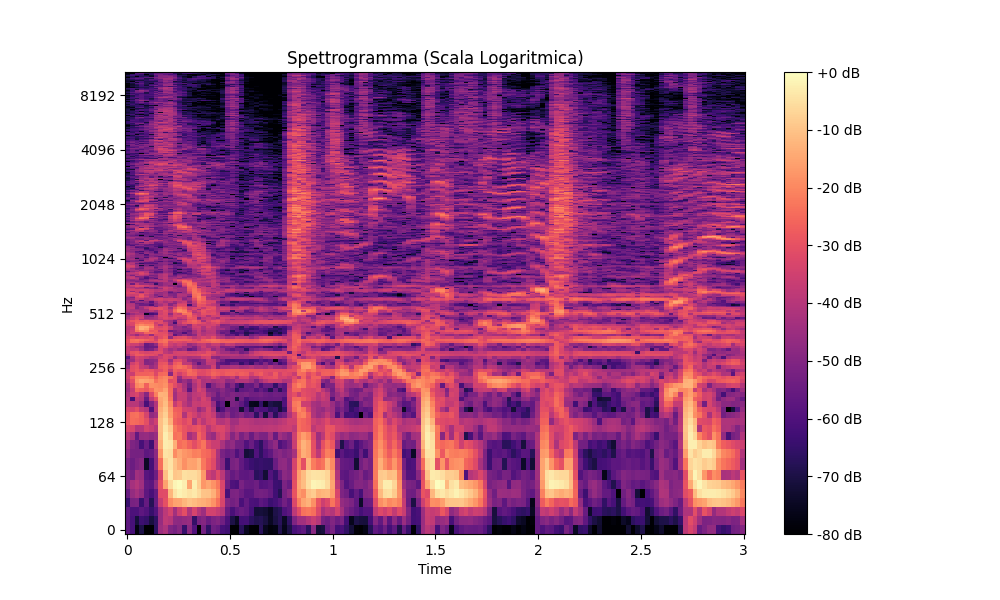 Spettrogramma (Scala Logaritmica)
Hz
8192
4096
2048
1024
512
256
128
64
0
0
0.5
1
1.5
2
2.5
3
Time
+0 dB
-10 dB
-20 dB
-30 dB
-40 dB
-50 dB
-60 dB
-70 dB
-80 dB